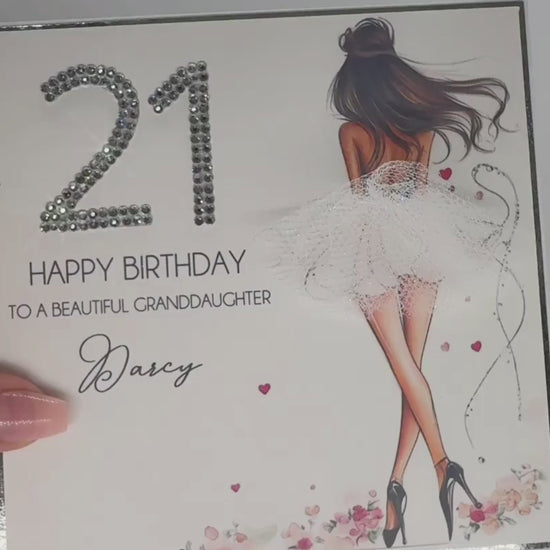 21
HAPPY BIRTHDAY
TO A BEAUTIFUL GRANDDAUGHTER
Darcy